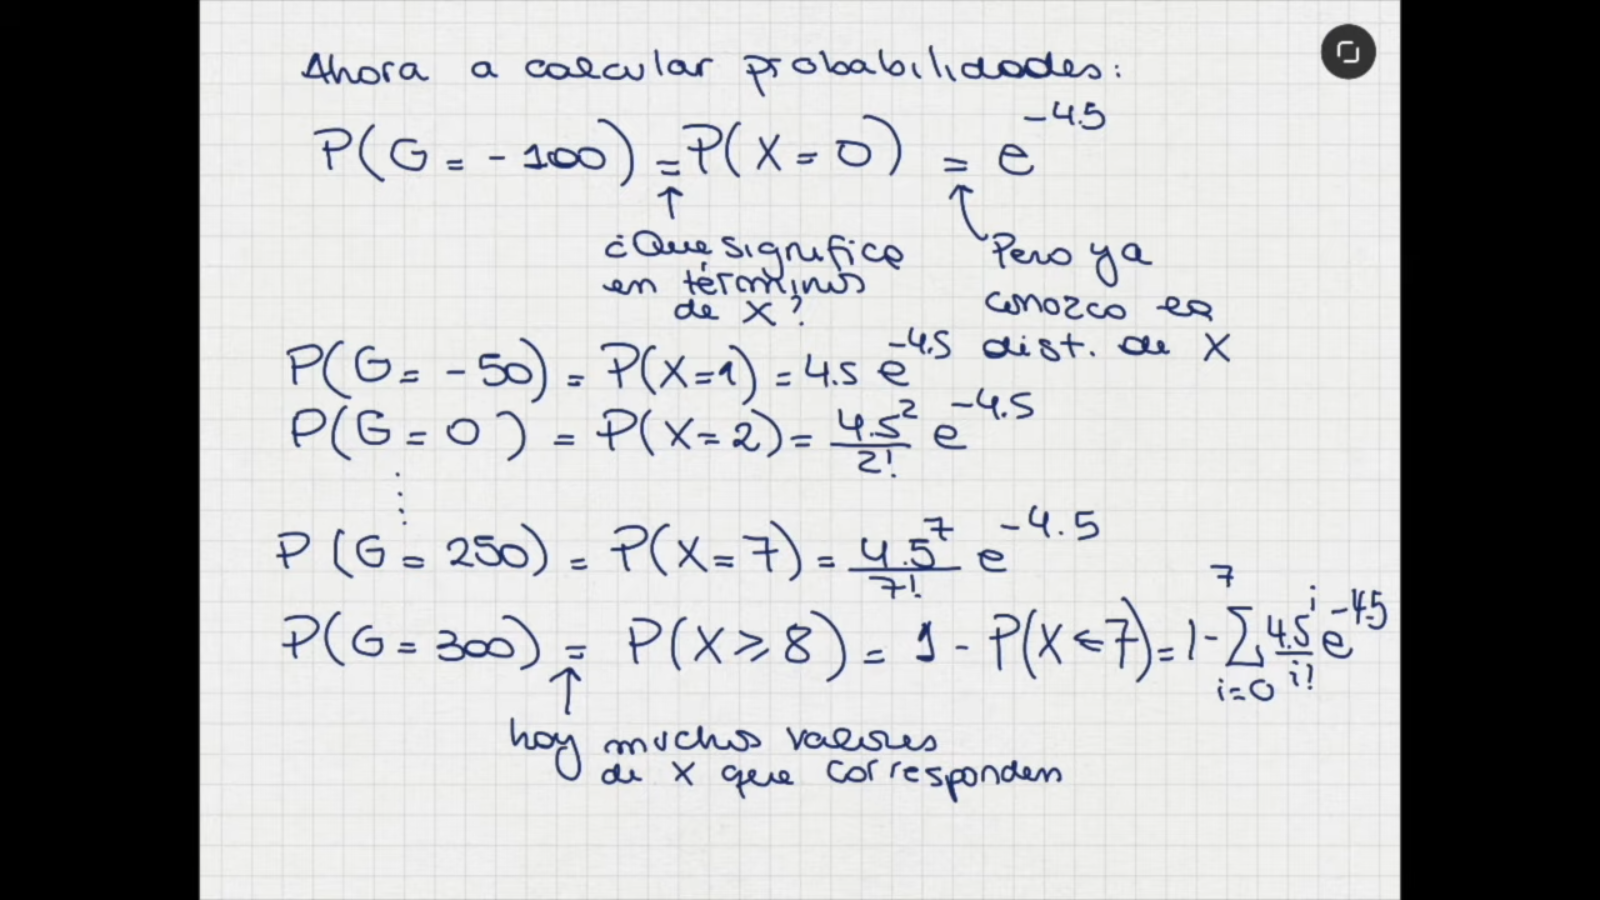 Ahora a calcular probabilidades:
P(G = -100) = P(X = 0) = e^{-4.5}
¿Que significa
en términos
de X?
Pero ya
conozco la
dist. de X
P(G = -50) = P(X=1) = 4.5 e^{-4.5}
P(G = 0) = P(X=2) = \frac{4.5^2}{2!} e^{-4.5}
⋮
P(G = 250) = P(X=7) = \frac{4.5^7}{7!} e^{-4.5}
P(G = 300) = P(X ≥ 8) = 1 - P(X ≤ 7) = 1 - \sum_{i=0}^{7} \frac{4.5^i}{i!} e^{-4.5}
hay muchos valores
de X que corresponden